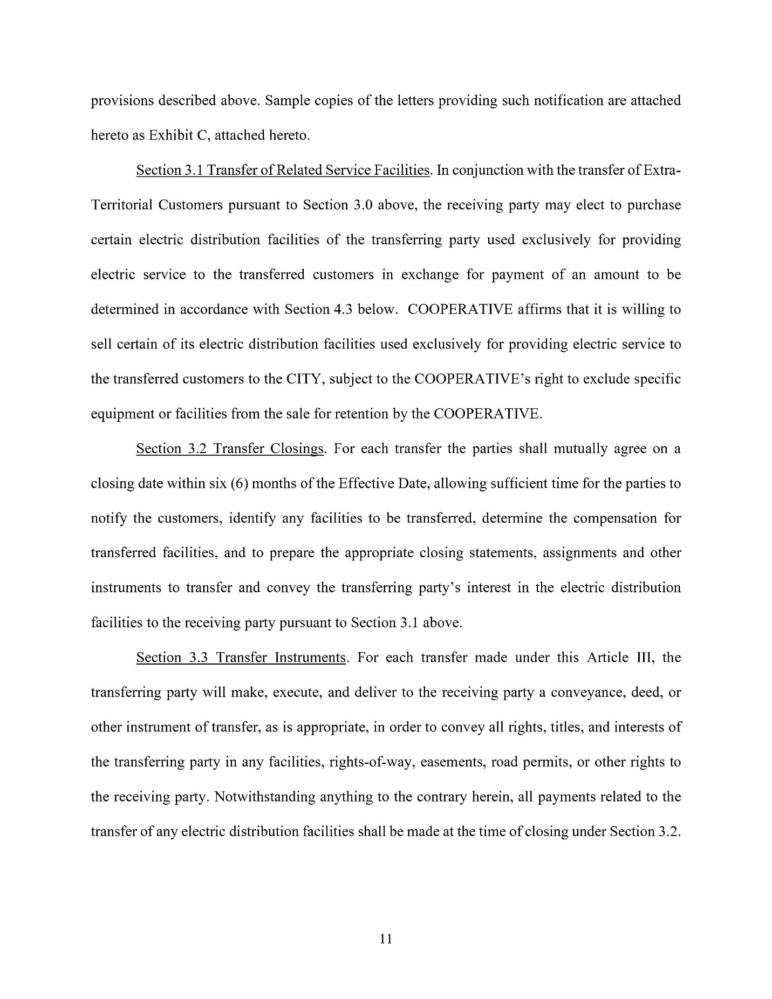 provisions described above. Sample copies of the letters providing such notification are attached
hereto as Exhibit C, attached hereto.
Section 3.1 Transfer of Related Service Facilities. In conjunction with the transfer of Extra-
Territorial Customers pursuant to Section 3.0 above, the receiving party may elect to purchase
certain electric distribution facilities of the transferring party used exclusively for providing
electric service to the transferred customers in exchange for payment of an amount to be
determined in accordance with Section 4.3 below.  COOPERATIVE affirms that it is willing to
sell certain of its electric distribution facilities used exclusively for providing electric service to
the transferred customers to the CITY, subject to the COOPERATIVE’s right to exclude specific
equipment or facilities from the sale for retention by the COOPERATIVE.
Section 3.2 Transfer Closings. For each transfer the parties shall mutually agree on a
closing date within six (6) months of the Effective Date, allowing sufficient time for the parties to
notify the customers, identify any facilities to be transferred, determine the compensation for
transferred facilities, and to prepare the appropriate closing statements, assignments and other
instruments to transfer and convey the transferring party’s interest in the electric distribution
facilities to the receiving party pursuant to Section 3.1 above.
Section 3.3 Transfer Instruments. For each transfer made under this Article III, the
transferring party will make, execute, and deliver to the receiving party a conveyance, deed, or
other instrument of transfer, as is appropriate, in order to convey all rights, titles, and interests of
the transferring party in any facilities, rights-of-way, easements, road permits, or other rights to
the receiving party. Notwithstanding anything to the contrary herein, all payments related to the
transfer of any electric distribution facilities shall be made at the time of closing under Section 3.2.
11